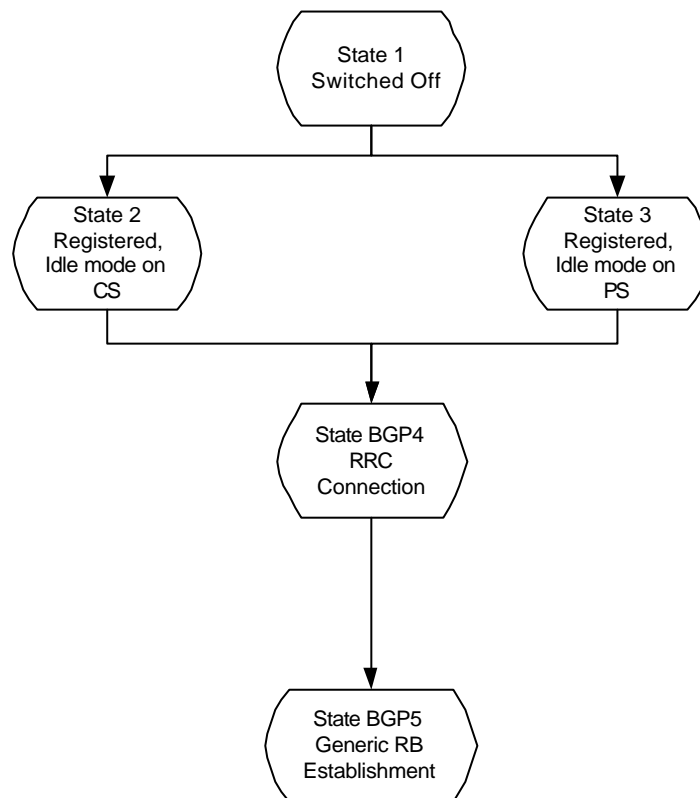 State 1
Switched Off
State 2
Registered,
Idle mode on
CS
State 3
Registered,
Idle mode on
PS
State BGP4
RRC
Connection
State BGP5
Generic RB
Establishment